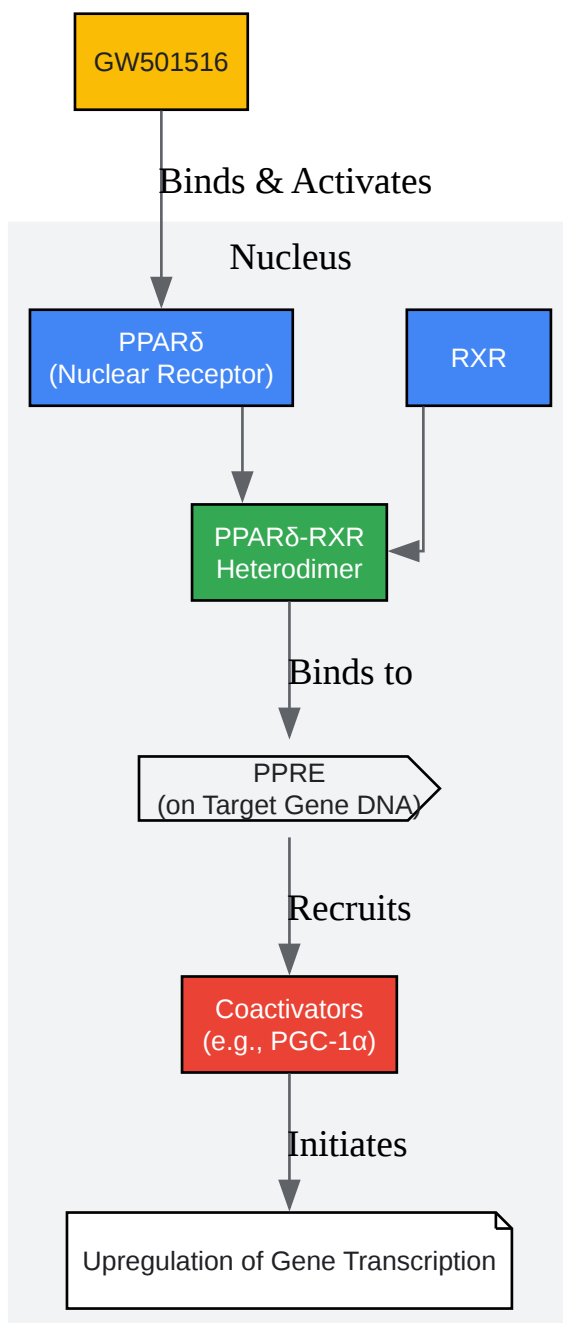 GW501516
Binds & Activates
Nucleus
PPARδ
(Nuclear Receptor)
RXR
PPARδ-RXR
Heterodimer
Binds to
PPRE
(on Target Gene DNA)
Recruits
Coactivators
(e.g., PGC-1α)
Initiates
Upregulation of Gene Transcription